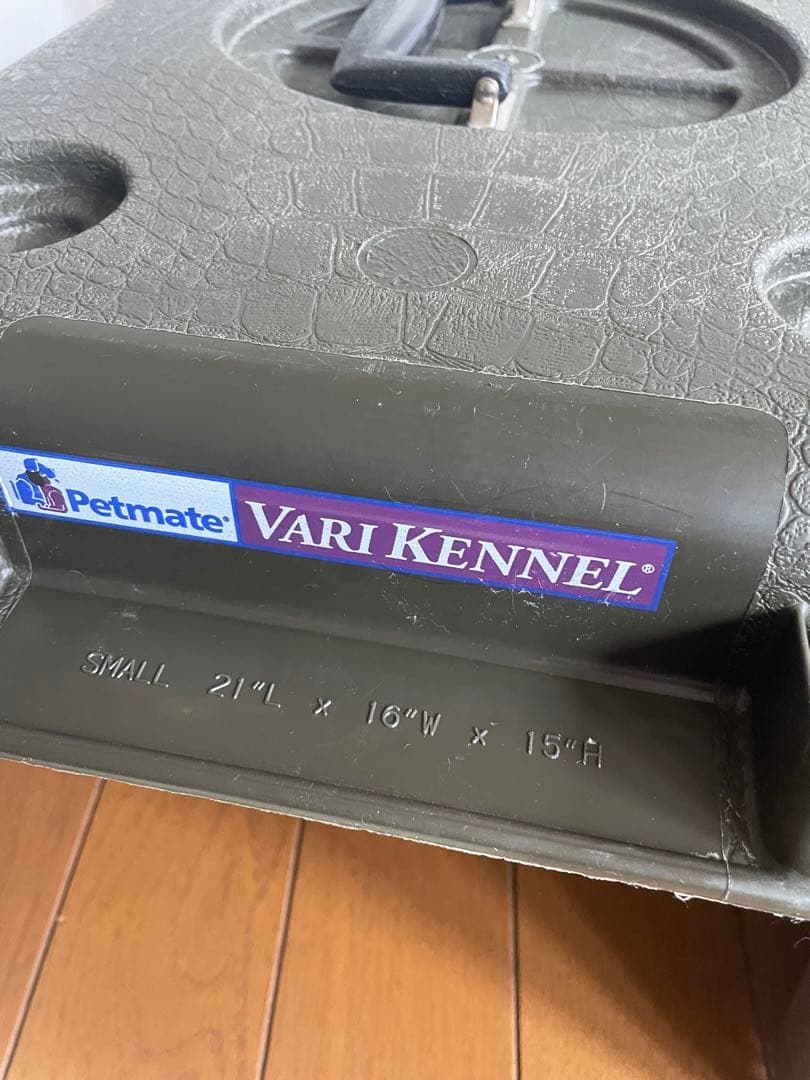 Petmate® VARI KENNEL®
SMALL 21"L x 16"W x 15"H